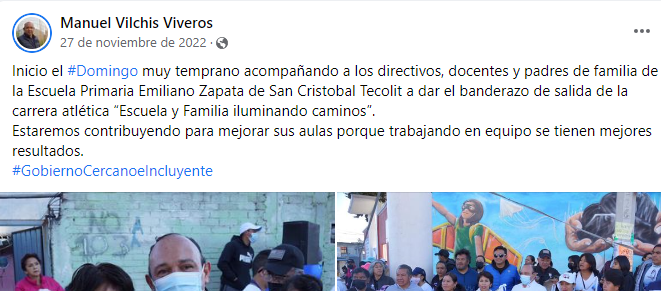 Manuel Vilchis Viveros
27 de noviembre de 2022 ·
Inicio el #Domingo muy temprano acompañando a los directivos, docentes y padres de familia de
la Escuela Primaria Emiliano Zapata de San Cristobal Tecolit a dar el banderazo de salida de la
carrera atlética “Escuela y Familia iluminando caminos”.
Estaremos contribuyendo para mejorar sus aulas porque trabajando en equipo se tienen mejores
resultados.
#GobiernoCercanoeIncluyente